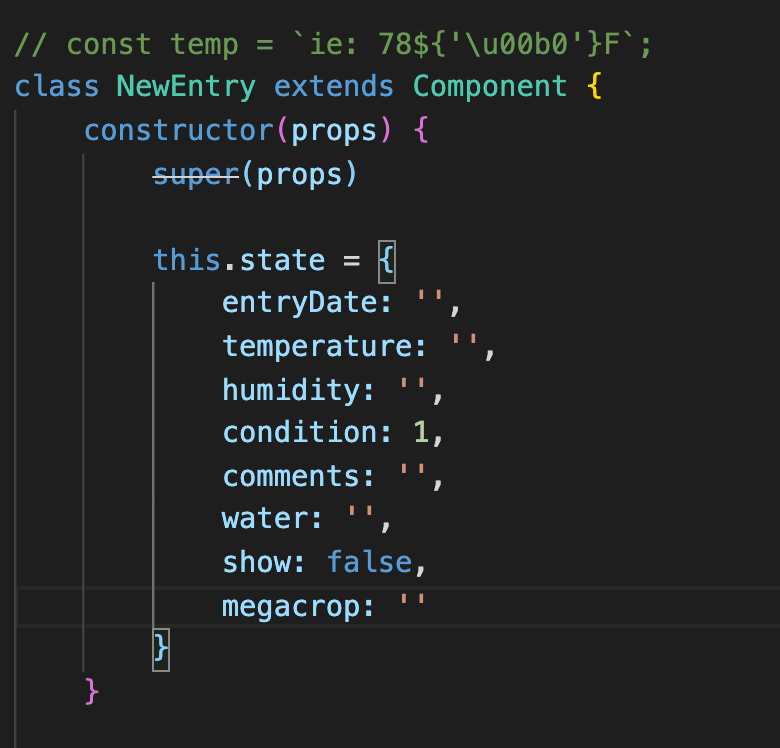 // const temp = `ie: 78${'\u00b0'}F`;
class NewEntry extends Component {
constructor(props) {
super(props)
this.state = {
entryDate: '',
temperature: '',
humidity: '',
condition: 1,
comments: '',
water: '',
show: false,
megacrop: ''
}
}